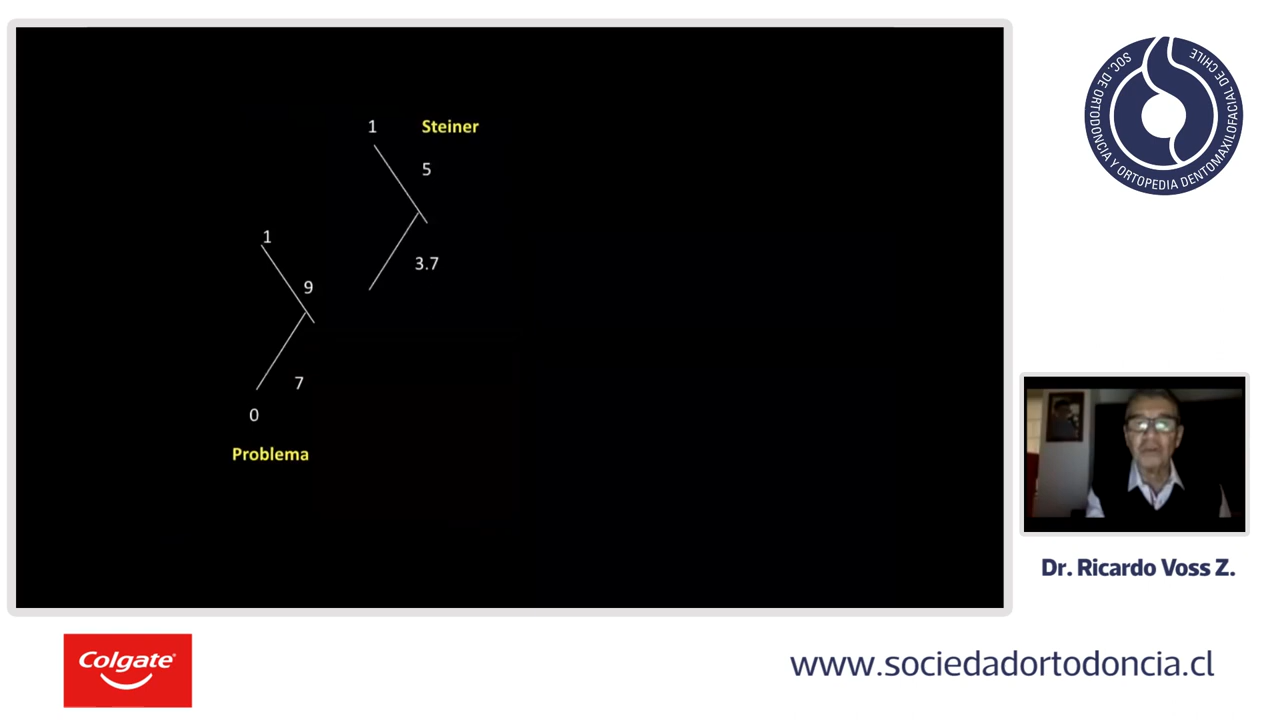 1 Steiner
5
1
3.7
9
7
0
Problema
SOC. DE ORTODONCIA Y ORTOPEDIA DENTOMAXILOFACIAL DE CHILE
Dr. Ricardo Voss Z.
Colgate®
www.sociedadortodoncia.cl